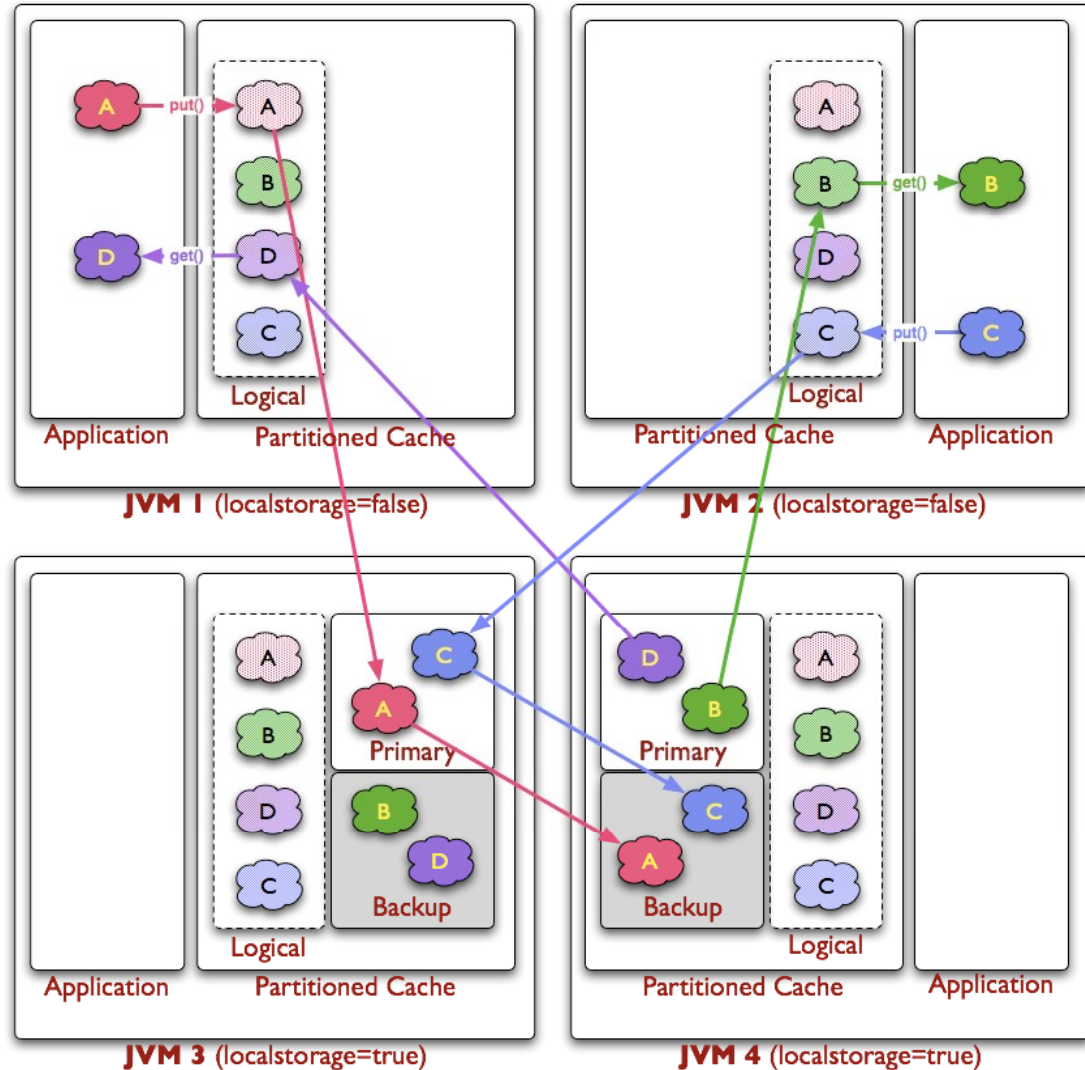 A put() A
B
D get() D
C
Logical
Application Partitioned Cache
JVM 1 (localstorage=false)
A
B get() B
D
C put() C
Logical
Partitioned Cache Application
JVM 2 (localstorage=false)
A
B
D
C
Logical
C
A
Primary
B
D
Backup
Application Partitioned Cache
JVM 3 (localstorage=true)
D
B
Primary
C
A
Backup
A
B
D
C
Logical
Partitioned Cache Application
JVM 4 (localstorage=true)